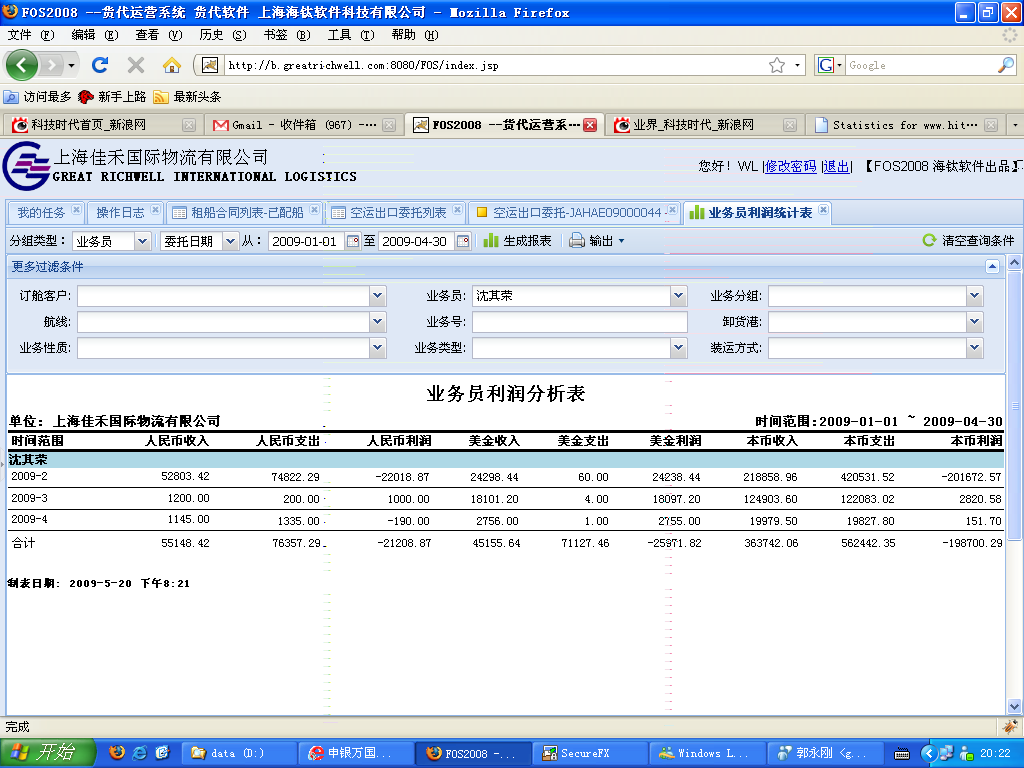 FOS2008 --货代运营系统 货代软件 上海海钛软件科技有限公司 - Mozilla Firefox
文件 (F) 编辑 (E) 查看 (V) 历史 (S) 书签 (B) 工具 (T) 帮助 (H)
http://b.greatrichwell.com:8080/FOS/index.jsp G Google
访问最多 新手上路 最新头条
科技时代首页_新浪网 Gmail - 收件箱 (967) -... FOS2008 --货代运营系... 业界_科技时代_新浪网 Statistics for www.hit...
上海佳禾国际物流有限公司
GREAT RICHWELL INTERNATIONAL LOGISTICS
您好! WL |修改密码 |退出| 【FOS2008 海钛软件出品】
我的任务 操作日志 租船合同列表-已配船 空运出口委托列表 空运出口委托-JAHAE09000044 业务员利润统计表
分组类型: 业务员 委托日期 从: 2009-01-01 至 2009-04-30 生成报表 输出 清空查询条件
更多过滤条件
订舱客户: 业务员: 沈其荣 业务分组:
航线: 业务号: 卸货港:
业务性质: 业务类型: 装运方式:
业务员利润分析表
单位: 上海佳禾国际物流有限公司 时间范围:2009-01-01 ~ 2009-04-30
时间范围 人民币收入 人民币支出 人民币利润 美金收入 美金支出 美金利润 本币收入 本币支出 本币利润
沈其荣
2009-2 52803.42 74822.29 -22018.87 24298.44 60.00 24238.44 218858.96 420531.52 -201672.57
2009-3 1200.00 200.00 1000.00 18101.20 4.00 18097.20 124903.60 122083.02 2820.58
2009-4 1145.00 1335.00 -190.00 2756.00 1.00 2755.00 19979.50 19827.80 151.70
合计 55148.42 76357.29 -21208.87 45155.64 71127.46 -25971.82 363742.06 562442.35 -198700.29
制表日期: 2009-5-20 下午8:21
完成
开始 data (D:) 申银万国... FOS2008 -... SecureFX Windows L... 郭永刚 <g... 20:22